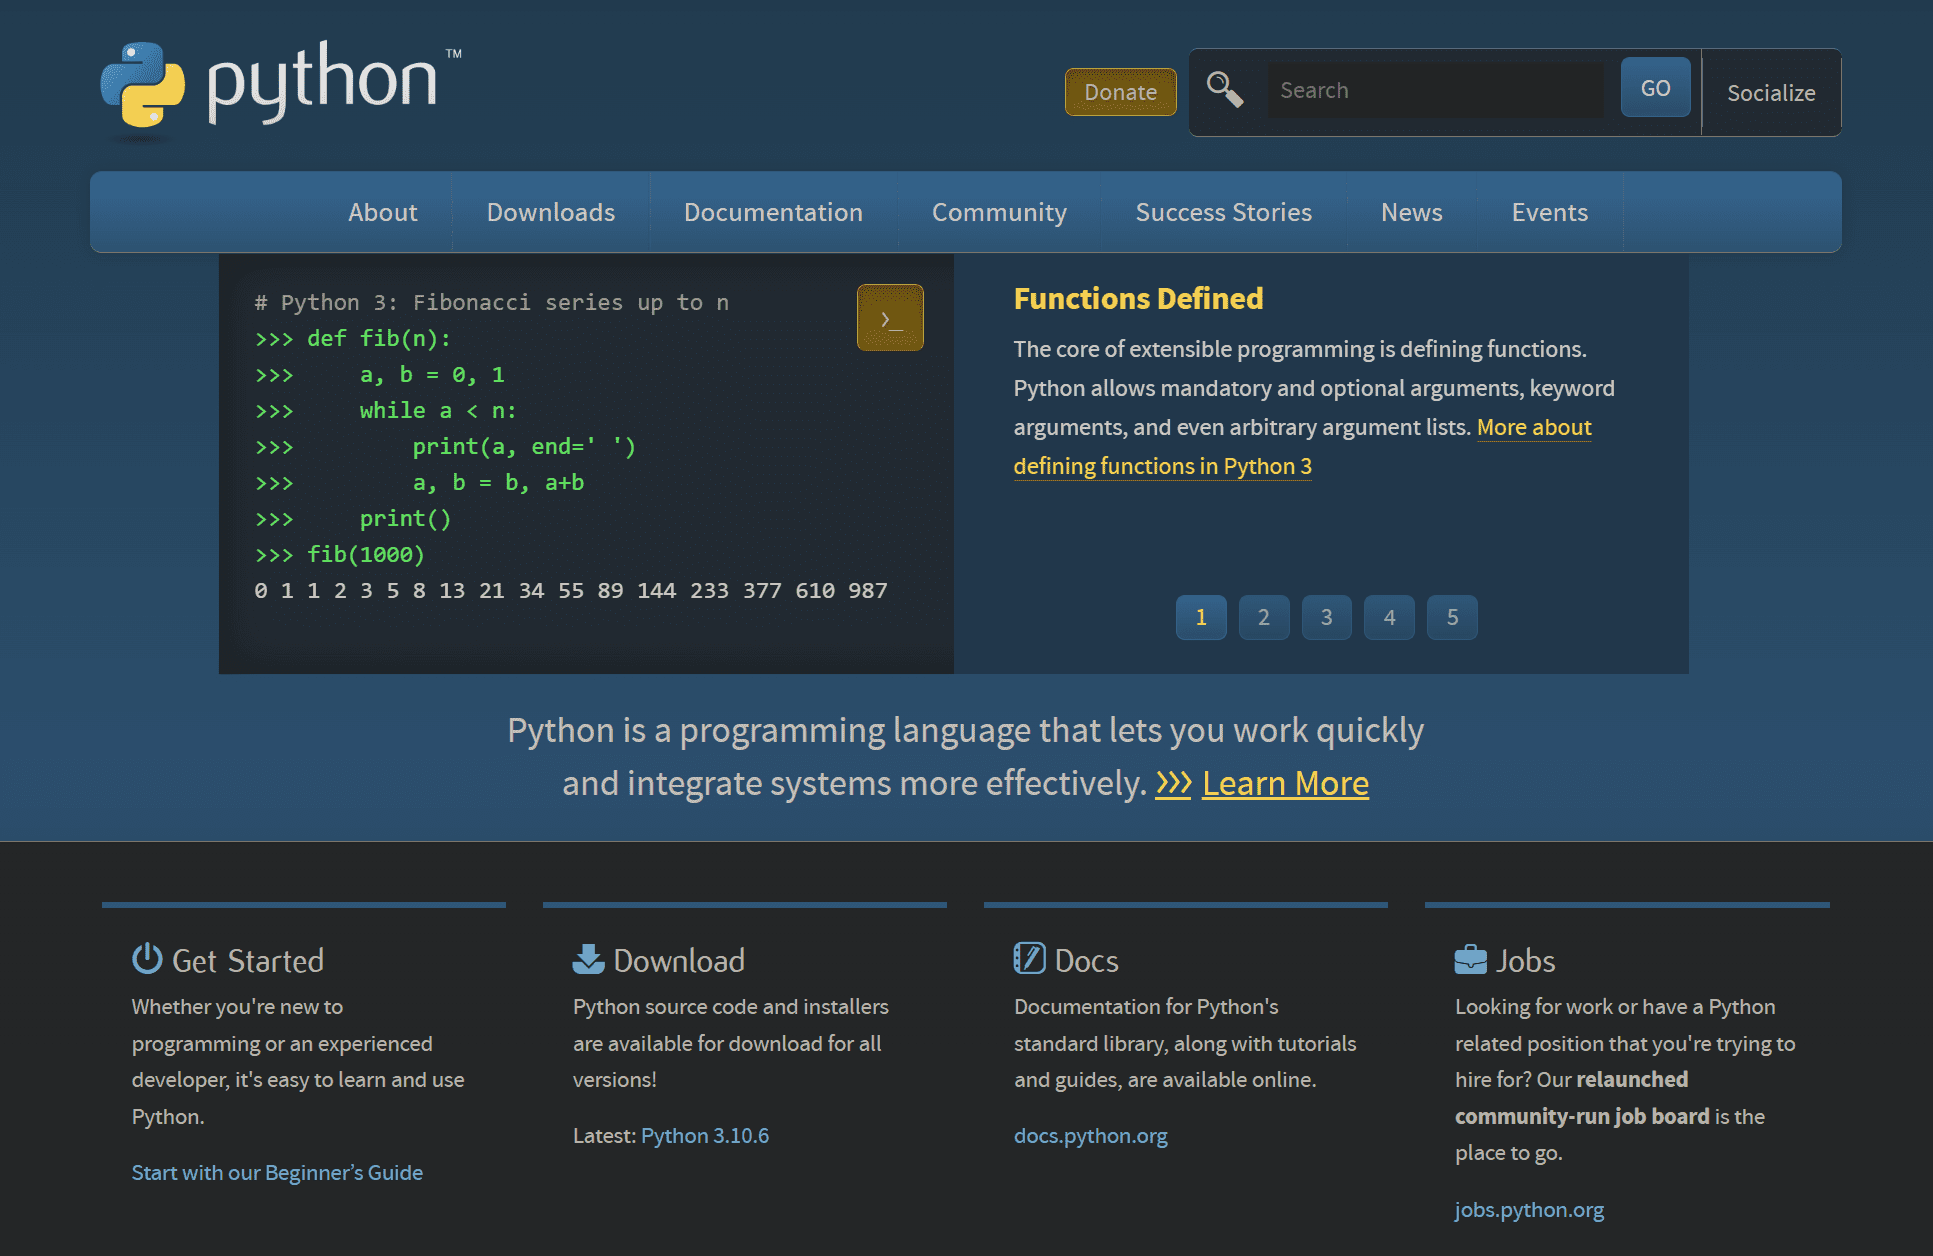 python™
Donate
Search
GO
Socialize
About
Downloads
Documentation
Community
Success Stories
News
Events
# Python 3: Fibonacci series up to n
>>> def fib(n):
>>>     a, b = 0, 1
>>>     while a < n:
>>>         print(a, end=' ')
>>>         a, b = b, a+b
>>>     print()
>>> fib(1000)
0 1 1 2 3 5 8 13 21 34 55 89 144 233 377 610 987
>_
Functions Defined
The core of extensible programming is defining functions.
Python allows mandatory and optional arguments, keyword
arguments, and even arbitrary argument lists. More about
defining functions in Python 3
1 2 3 4 5
Python is a programming language that lets you work quickly
and integrate systems more effectively. >>> Learn More
Get Started
Whether you're new to
programming or an experienced
developer, it's easy to learn and use
Python.
Start with our Beginner’s Guide
Download
Python source code and installers
are available for download for all
versions!
Latest: Python 3.10.6
Docs
Documentation for Python's
standard library, along with tutorials
and guides, are available online.
docs.python.org
Jobs
Looking for work or have a Python
related position that you're trying to
hire for? Our relaunched
community-run job board is the
place to go.
jobs.python.org